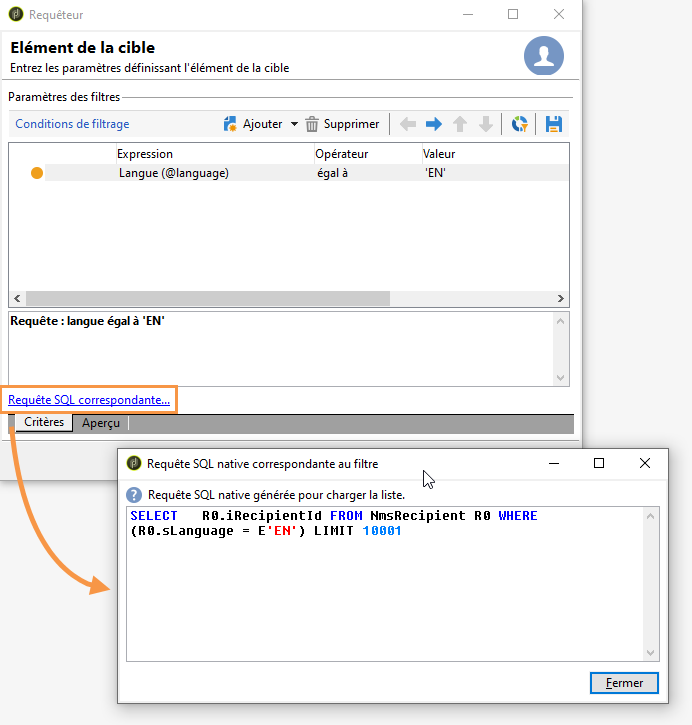 Requêteur
Elément de la cible
Entrez les paramètres définissant l'élément de la cible
Paramètres des filtres
Conditions de filtrage Ajouter Supprimer
Expression Opérateur Valeur
Langue (@language) égal à 'EN'
Requête : langue égal à 'EN'
Requête SQL correspondante...
Critères Aperçu
Requête SQL native correspondante au filtre
Requête SQL native générée pour charger la liste.
SELECT R0.iRecipientId FROM NmsRecipient R0 WHERE
(R0.sLanguage = E'EN') LIMIT 10001
Fermer